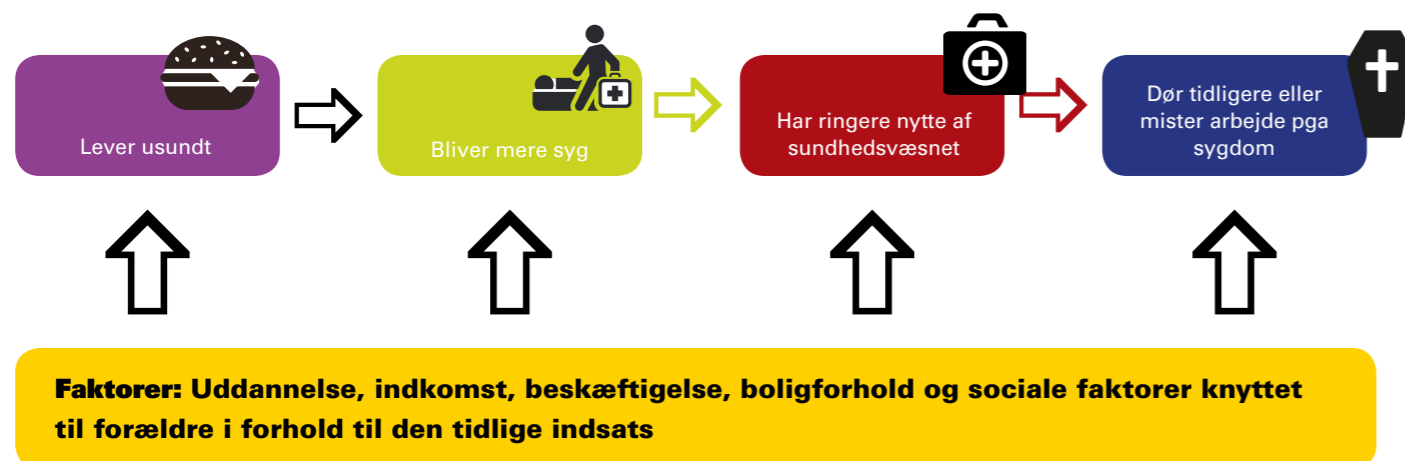 Lever usundt
Bliver mere syg
Har ringere nytte af
sundhedsvæsnet
Dør tidligere eller
mister arbejde pga
sygdom
Faktorer: Uddannelse, indkomst, beskæftigelse, boligforhold og sociale faktorer knyttet
til forældre i forhold til den tidlige indsats